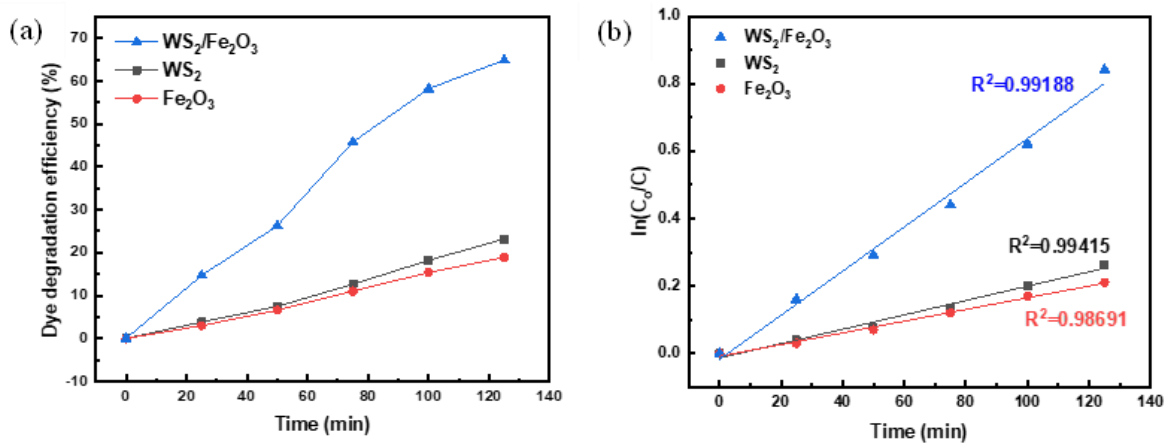 (a)
WS₂/Fe₂O₃
WS₂
Fe₂O₃
Dye degradation efficiency (%)
70
60
50
40
30
20
10
0
-10
0 20 40 60 80 100 120 140
Time (min)
(b)
WS₂/Fe₂O₃
WS₂
Fe₂O₃
R²=0.99188
R²=0.99415
R²=0.98691
ln(Cₒ/C)
1.0
0.8
0.6
0.4
0.2
0.0
0 20 40 60 80 100 120 140
Time (min)